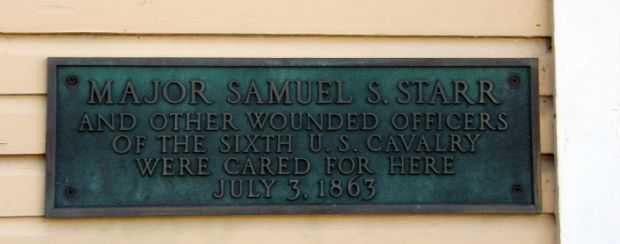 MAJOR SAMUEL S. STARR
AND OTHER WOUNDED OFFICERS
OF THE SIXTH U. S. CAVALRY
WERE CARED FOR HERE
JULY 3, 1863